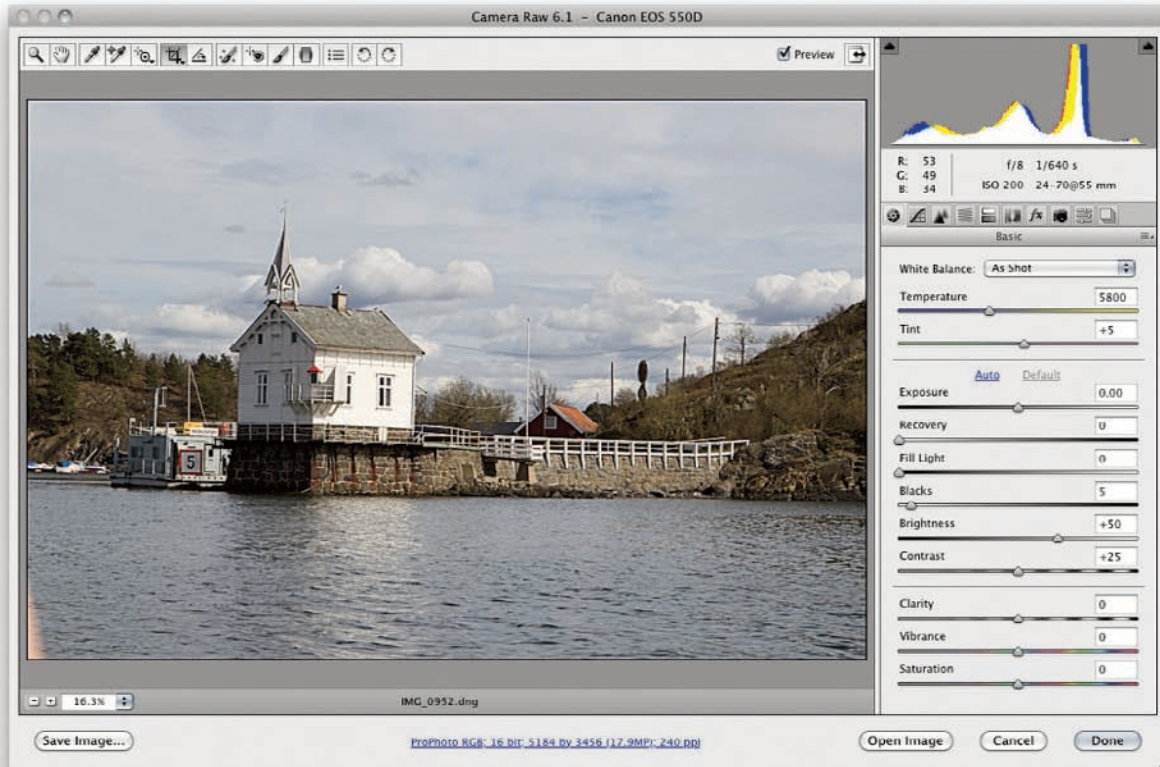 Camera Raw 6.1 – Canon EOS 550D
Preview
R: 53
G: 49
B: 34
f/8 1/640 s
ISO 200 24-70@55 mm
fx
Basic
White Balance: As Shot
Temperature 5800
Tint +5
Auto Default
Exposure 0.00
Recovery 0
Fill Light 0
Blacks 5
Brightness +50
Contrast +25
Clarity 0
Vibrance 0
Saturation 0
5
16.3%
IMG_0952.dng
Save Image...
ProPhoto RGB; 16 bit; 5184 by 3456 (17.9MP); 240 ppi
Open Image
Cancel
Done